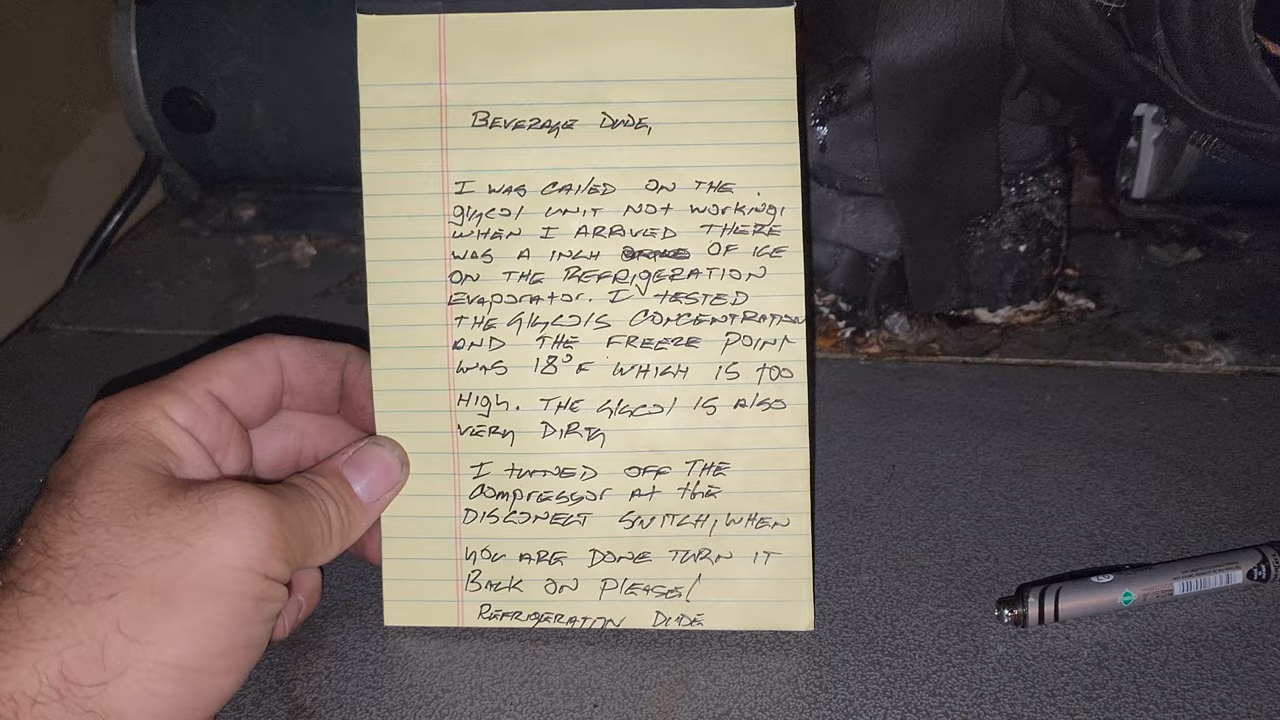 BEVERAGE DUDE,
I WAS CALLED ON THE
glycol UNIT NOT WORKING.
WHEN I ARRIVED THERE
WAS A INCH OF ICE
ON THE REFRIGERATION
Evaporator. I TESTED
THE GLYCOLS CONCENTRATION
AND THE FREEZE POINT
WAS 18° F WHICH IS TOO
High. THE GLYCOL IS AlSO
VERY DIRTY
I TURNED OFF THE
COMPRESSOR AT thE
DISCONECT SWITCH, WHEN
YOU ARE DONE TURN IT
BACK ON PLEASE!
REFRIGERATION DUDE